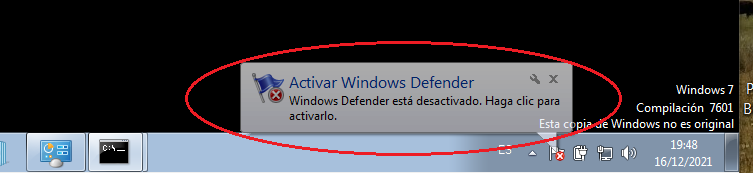 Activar Windows Defender
Windows Defender está desactivado. Haga clic para
activarlo.
Windows 7
Compilación 7601
Esta copia de Windows no es original
C:\_
ES
19:48
16/12/2021
P
B